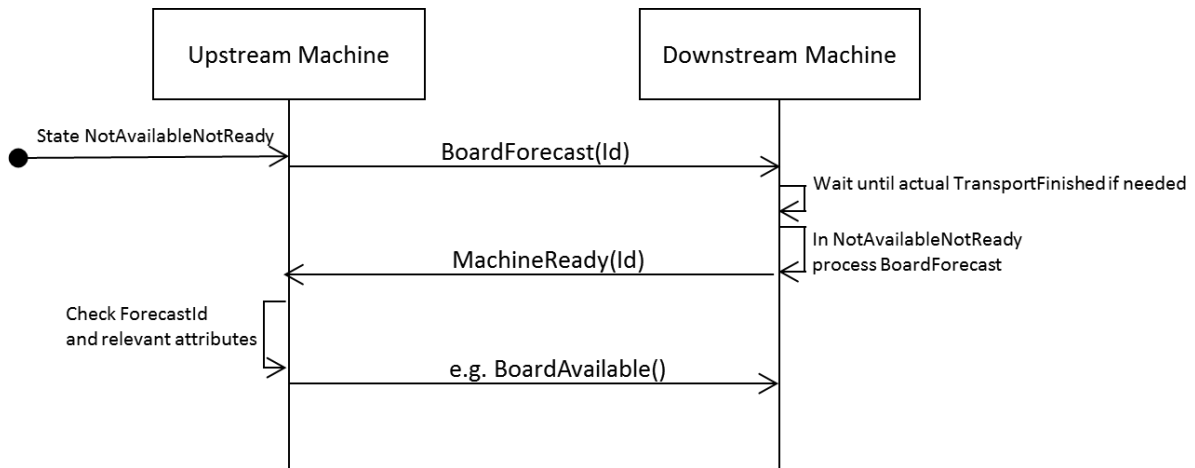 Upstream Machine
Downstream Machine
State NotAvailableNotReady
BoardForecast(Id)
Wait until actual TransportFinished if needed
In NotAvailableNotReady
process BoardForecast
MachineReady(Id)
Check ForecastId
and relevant attributes
e.g. BoardAvailable()